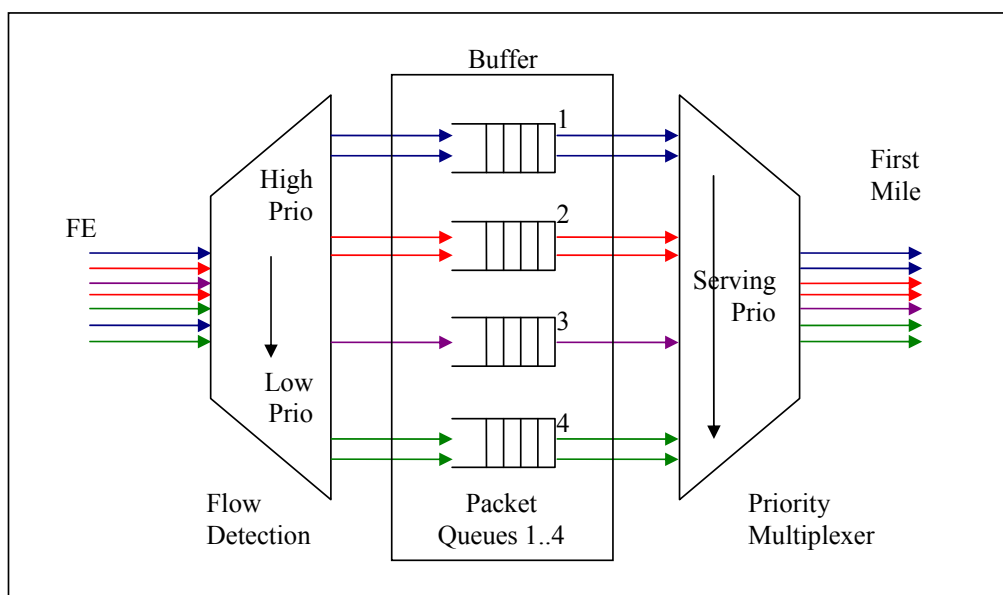 Buffer
FE
High
Prio
Low
Prio
1
2
3
4
Serving
Prio
First
Mile
Flow
Detection
Packet
Queues 1..4
Priority
Multiplexer